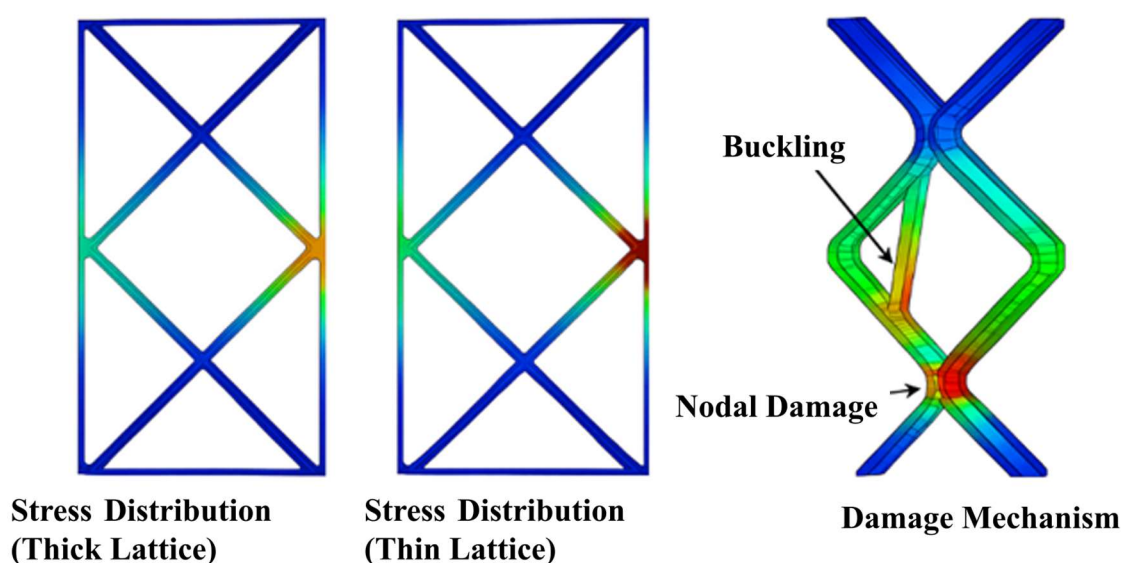 Buckling
Nodal Damage
Stress Distribution
(Thick Lattice)
Stress Distribution
(Thin Lattice)
Damage Mechanism